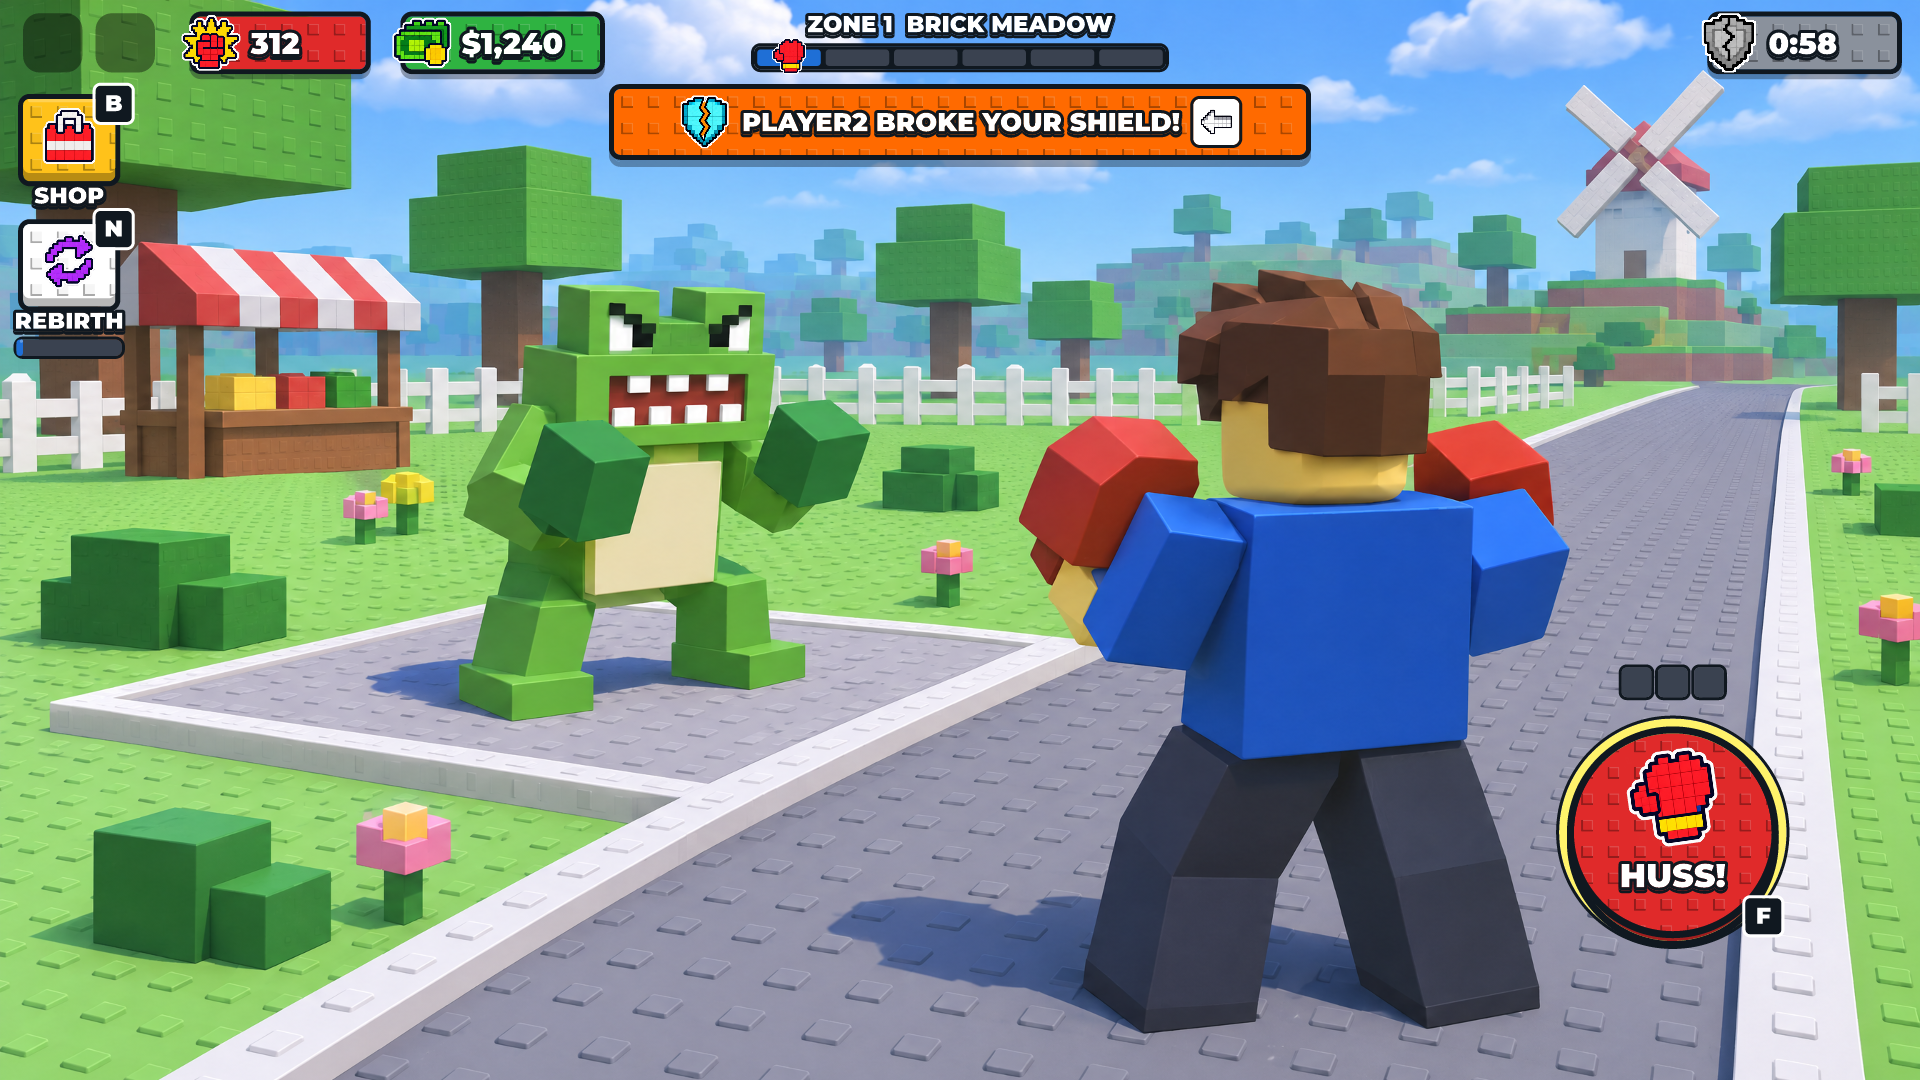 312
$1,240
ZONE 1 BRICK MEADOW
0:58
PLAYER2 BROKE YOUR SHIELD!
B
SHOP
N
REBIRTH
HUSS!
F